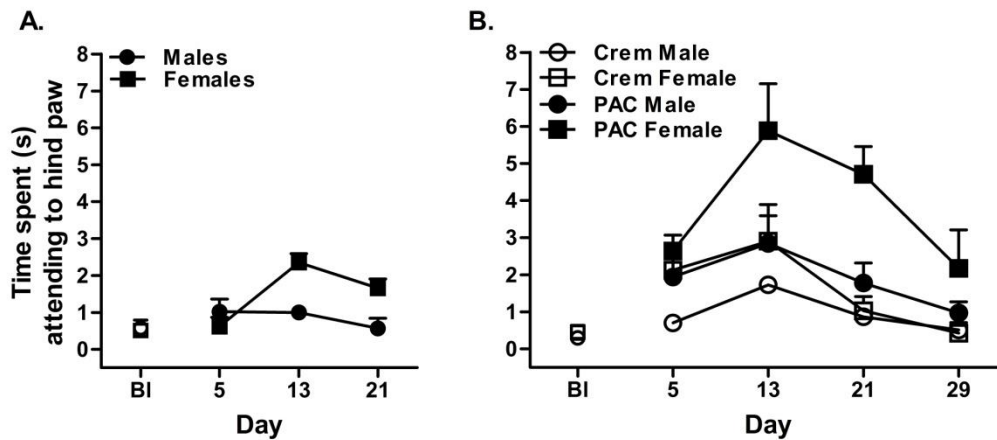 A.
Males
Females
8
7
6
5
4
3
2
1
0
BI 5 13 21
Day
Time spent (s)
attending to hind paw
B.
Crem Male
Crem Female
PAC Male
PAC Female
8
7
6
5
4
3
2
1
0
BI 5 13 21 29
Day